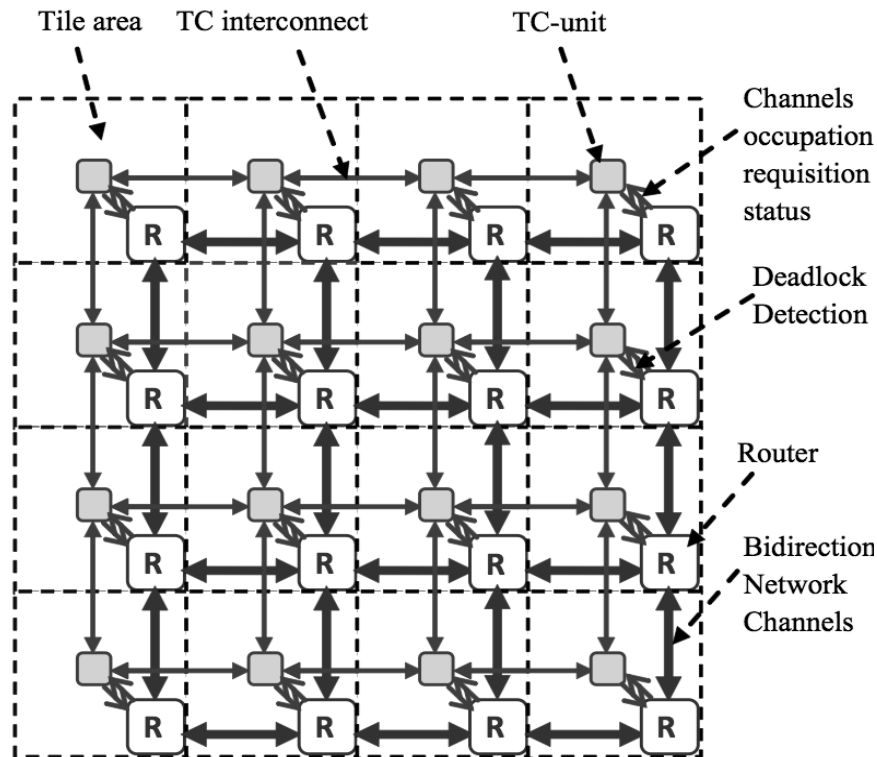 Tile area
TC interconnect
TC-unit
Channels
occupation
requisition
status
R R R R
Deadlock
Detection
R R R R
Router
R R R R
Bidirection
Network
Channels
R R R R